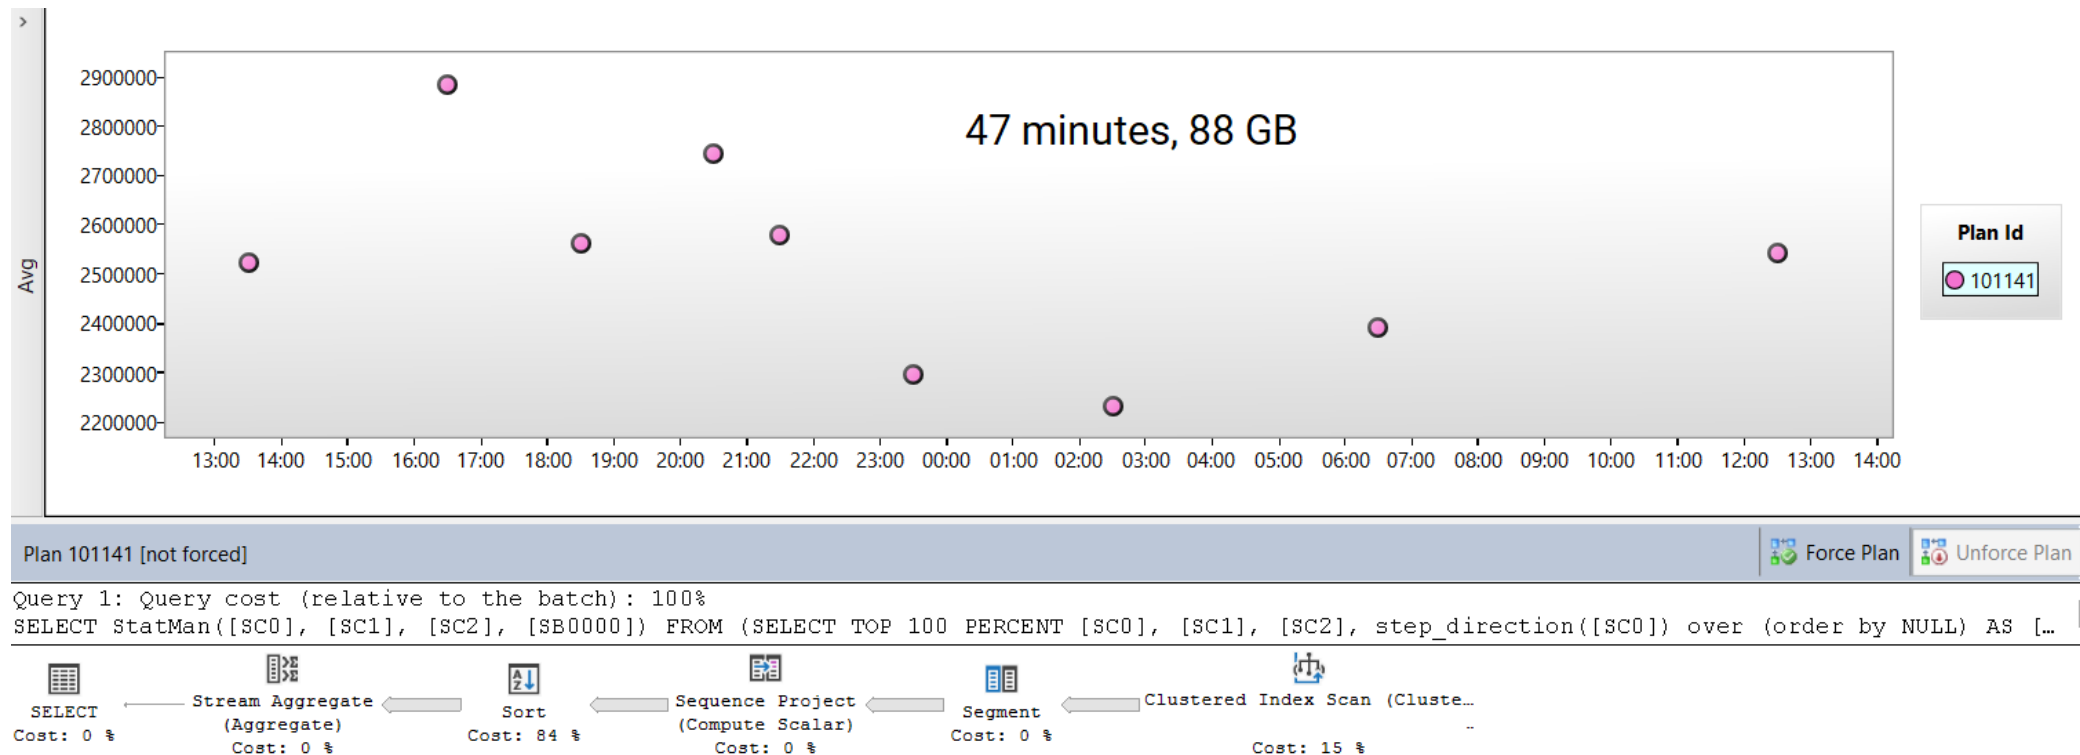 2900000
2800000
2700000
2600000
2500000
2400000
2300000
2200000
Avg
47 minutes, 88 GB
13:00 14:00 15:00 16:00 17:00 18:00 19:00 20:00 21:00 22:00 23:00 00:00 01:00 02:00 03:00 04:00 05:00 06:00 07:00 08:00 09:00 10:00 11:00 12:00 13:00 14:00
Plan Id
101141
Plan 101141 [not forced]
Force Plan
Unforce Plan
Query 1: Query cost (relative to the batch): 100%
SELECT StatMan([SC0], [SC1], [SC2], [SB0000]) FROM (SELECT TOP 100 PERCENT [SC0], [SC1], [SC2], step_direction([SC0]) over (order by NULL) AS […
SELECT
Cost: 0 %
Stream Aggregate
(Aggregate)
Cost: 0 %
Sort
Cost: 84 %
Sequence Project
(Compute Scalar)
Cost: 0 %
Segment
Cost: 0 %
Clustered Index Scan (Cluste…
Cost: 15 %